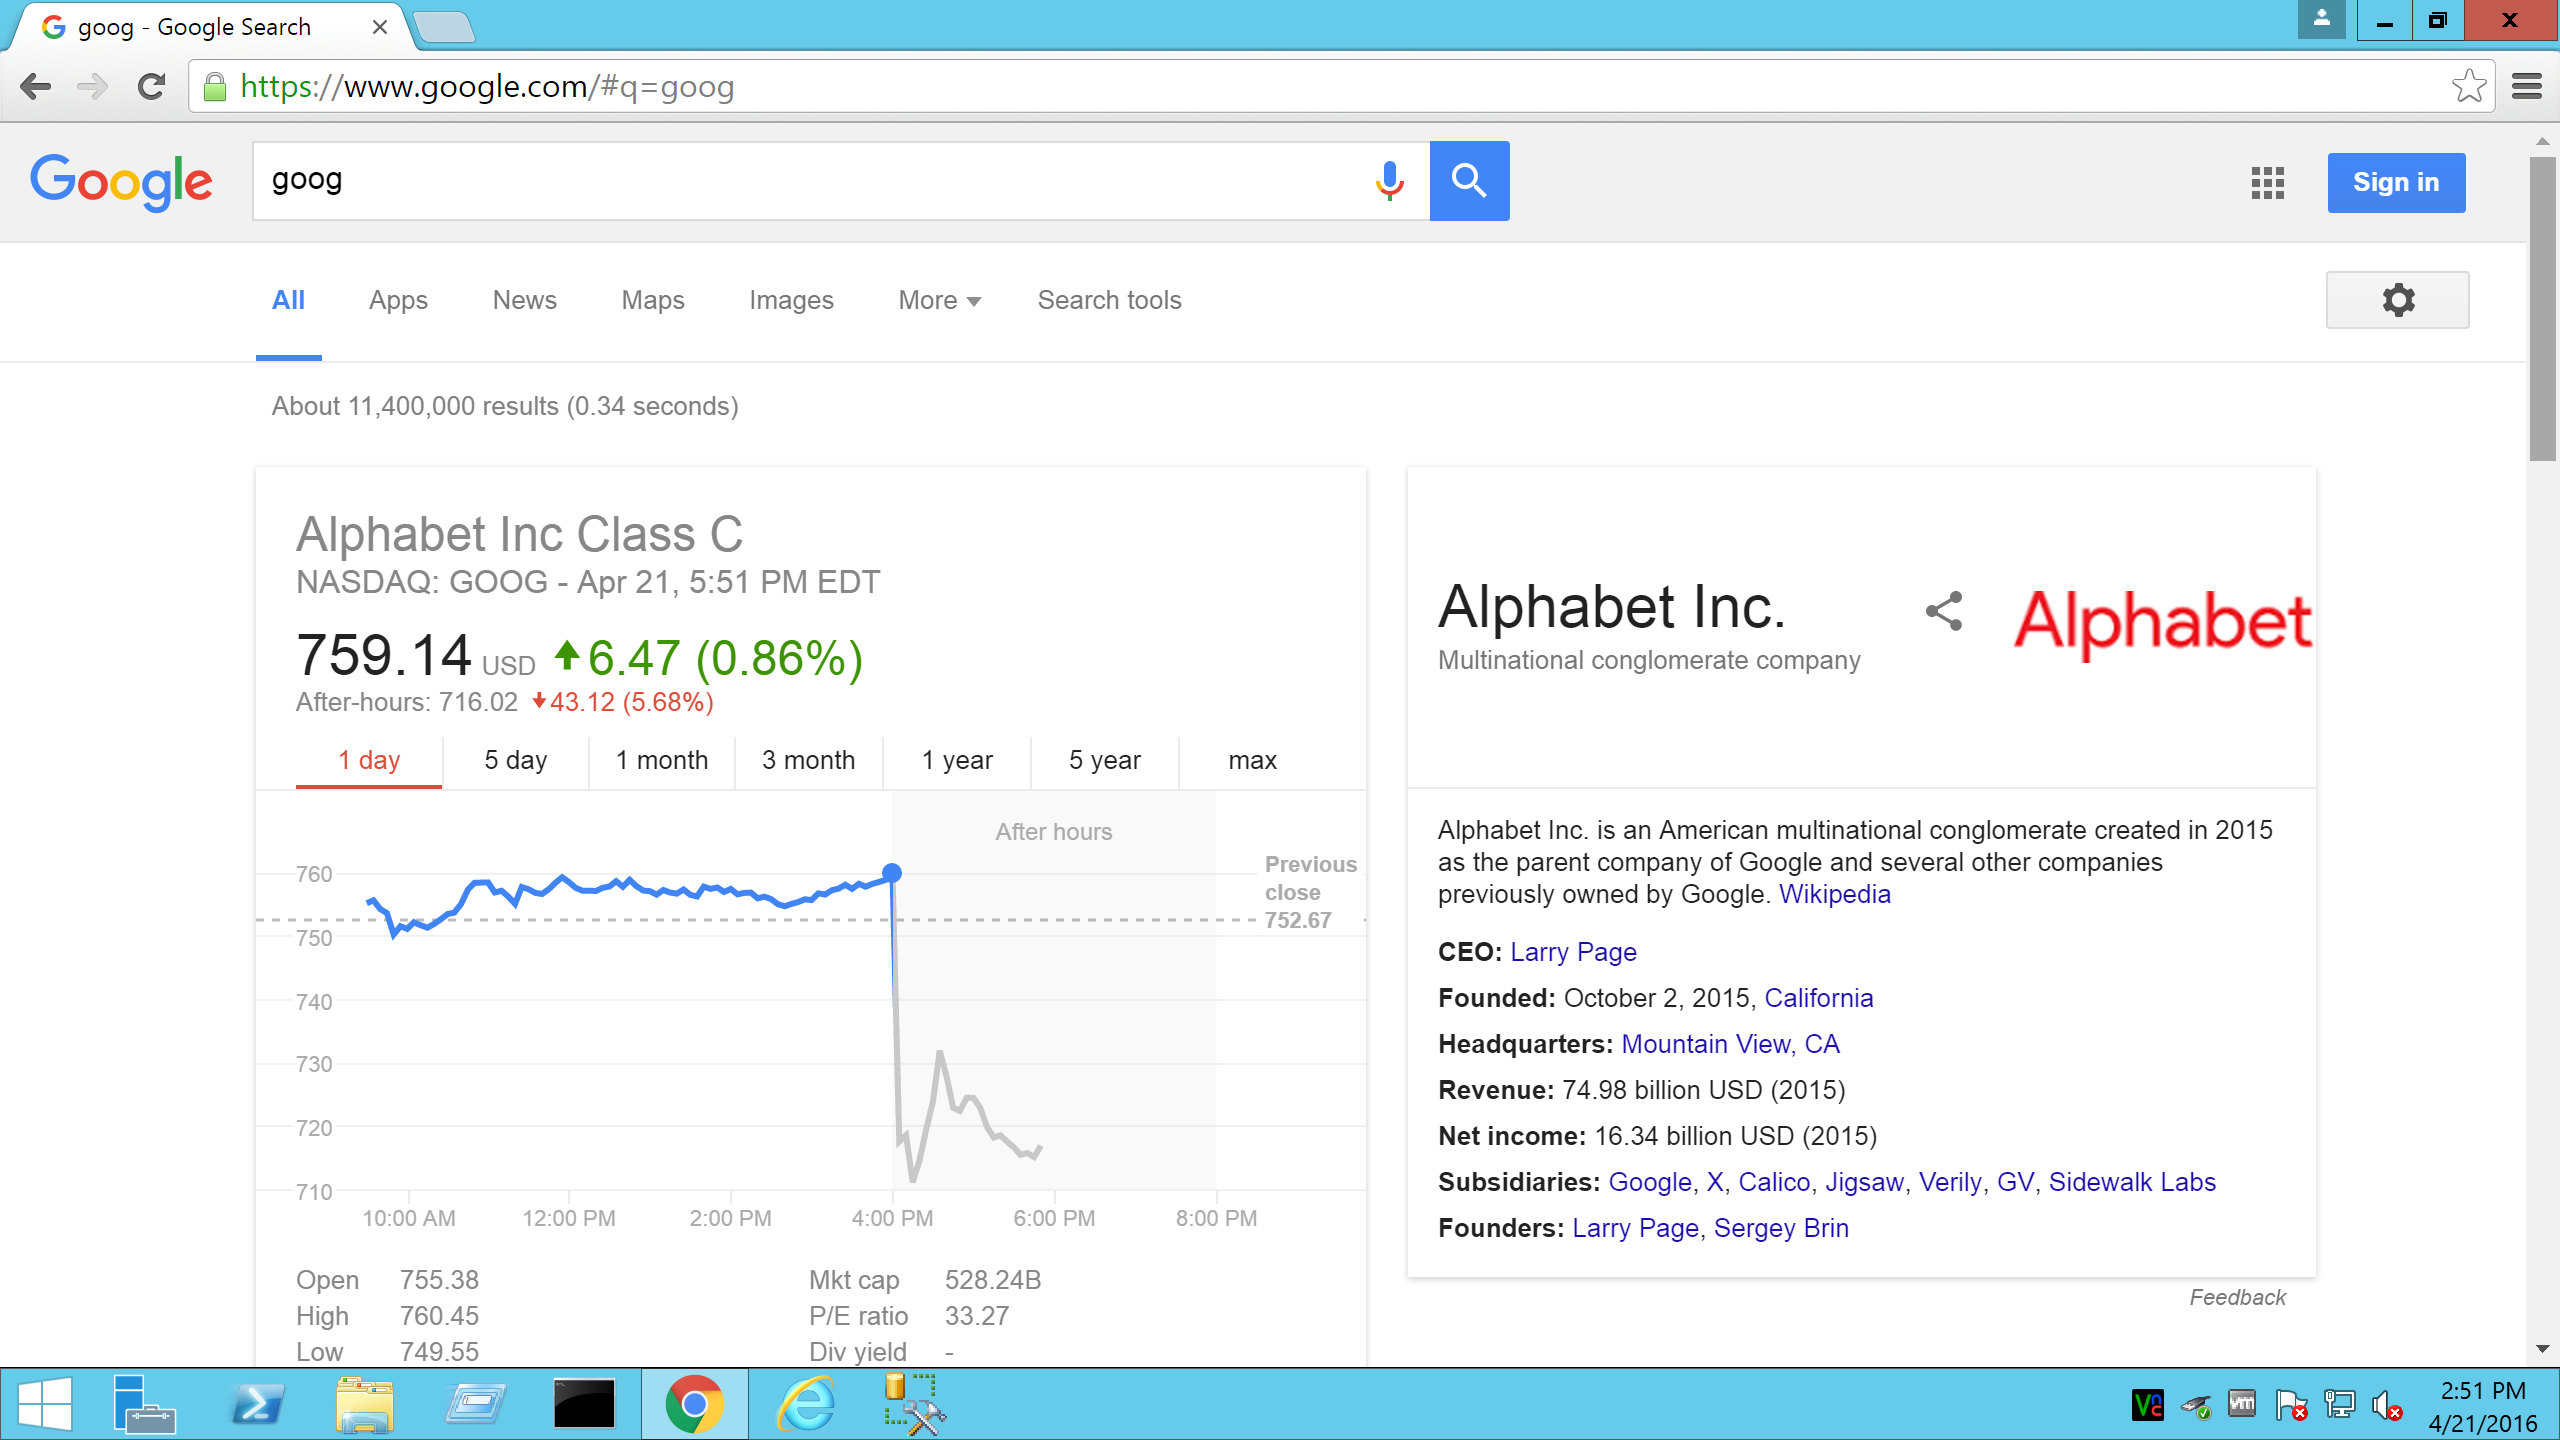 goog - Google Search
https://www.google.com/#q=goog
Google
goog
Sign in
All Apps News Maps Images More Search tools
About 11,400,000 results (0.34 seconds)
Alphabet Inc Class C
NASDAQ: GOOG - Apr 21, 5:51 PM EDT
759.14 USD 6.47 (0.86%)
After-hours: 716.02 43.12 (5.68%)
1 day 5 day 1 month 3 month 1 year 5 year max
After hours
760
Previous
close
752.67
750
740
730
720
710
10:00 AM 12:00 PM 2:00 PM 4:00 PM 6:00 PM 8:00 PM
Open 755.38 Mkt cap 528.24B
High 760.45 P/E ratio 33.27
Low 749.55 Div yield -
Alphabet Inc.
Multinational conglomerate company
Alphabet
Alphabet Inc. is an American multinational conglomerate created in 2015
as the parent company of Google and several other companies
previously owned by Google. Wikipedia
CEO: Larry Page
Founded: October 2, 2015, California
Headquarters: Mountain View, CA
Revenue: 74.98 billion USD (2015)
Net income: 16.34 billion USD (2015)
Subsidiaries: Google, X, Calico, Jigsaw, Verily, GV, Sidewalk Labs
Founders: Larry Page, Sergey Brin
Feedback
2:51 PM
4/21/2016